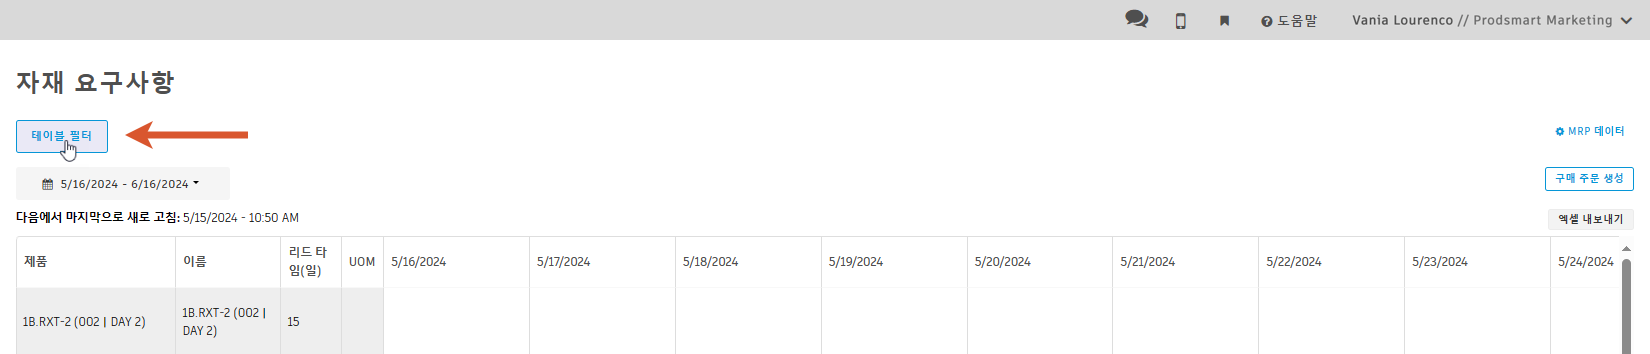 도움말 Vania Lourenco // Prodsmart Marketing
자재 요구사항
테이블 필터
MRP 데이터
5/16/2024 - 6/16/2024
구매 주문 생성
다음에서 마지막으로 새로 고침: 5/15/2024 - 10:50 AM
엑셀 내보내기
제품 이름 리드 타임(일) UOM 5/16/2024 5/17/2024 5/18/2024 5/19/2024 5/20/2024 5/21/2024 5/22/2024 5/23/2024 5/24/2024
1B.RXT-2 (002 | DAY 2) 1B.RXT-2 (002 | DAY 2) 15